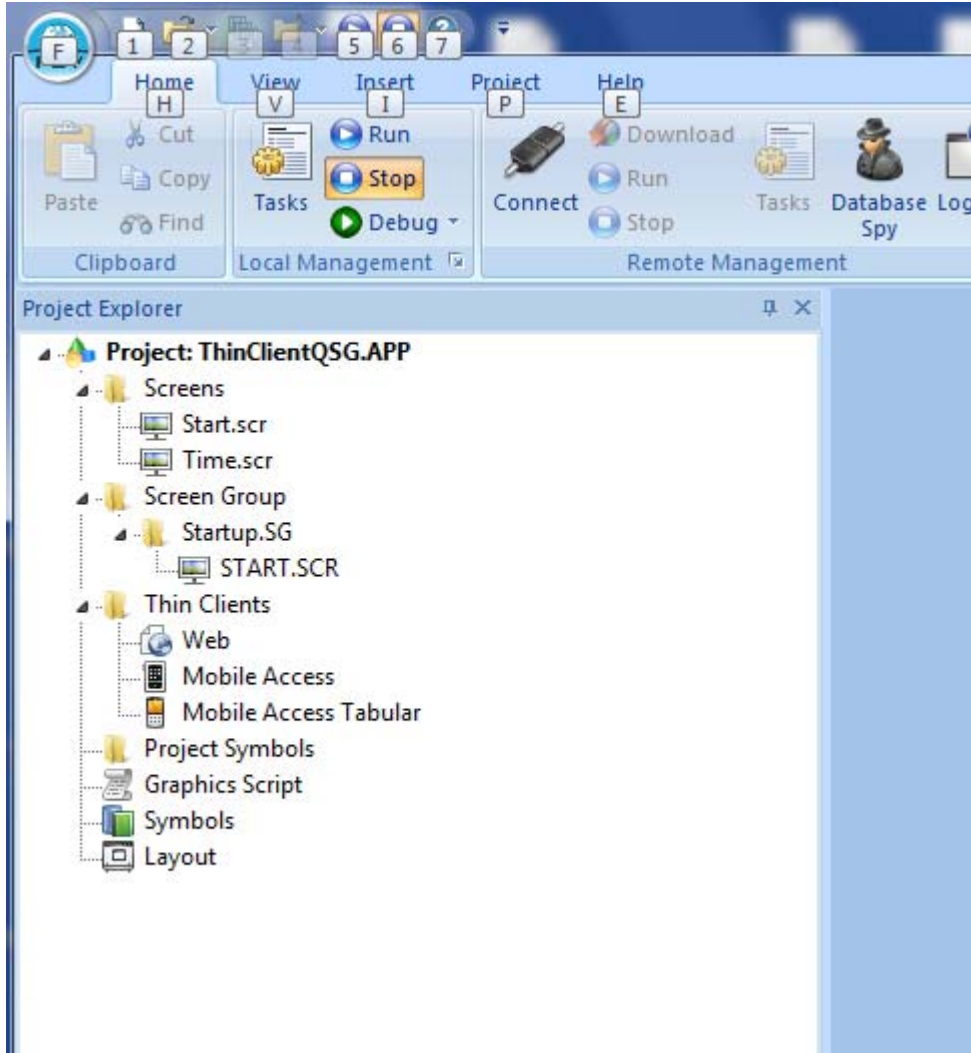 F 1 2 3 4 5 6 7
Home View Insert Project Help
H V I P E
Paste
Cut
Copy
Find
Clipboard
Tasks
Run
Stop
Debug
Local Management
Connect
Download
Run
Stop
Tasks
Database
Spy
Log
Remote Management
Project Explorer
Project: ThinClientQSG.APP
Screens
Start.scr
Time.scr
Screen Group
Startup.SG
START.SCR
Thin Clients
Web
Mobile Access
Mobile Access Tabular
Project Symbols
Graphics Script
Symbols
Layout